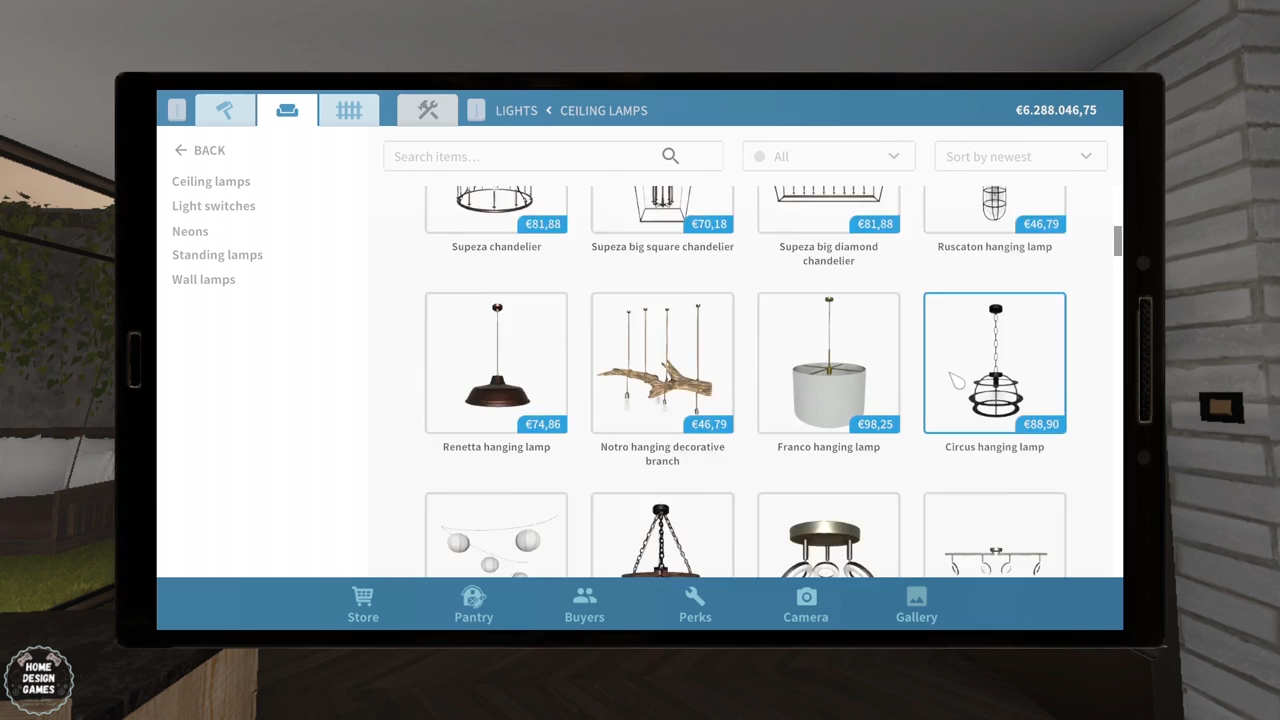 LIGHTS < CEILING LAMPS
€6.288.046,75
BACK
Search items...
All
Sort by newest
Ceiling lamps
Light switches
Neons
Standing lamps
Wall lamps
€81,88
€70,18
€81,88
€46,79
Supeza chandelier
Supeza big square chandelier
Supeza big diamond
chandelier
Ruscaton hanging lamp
€74,86
€46,79
€98,25
€88,90
Renetta hanging lamp
Notro hanging decorative
branch
Franco hanging lamp
Circus hanging lamp
Store
Pantry
Buyers
Perks
Camera
Gallery
HOME
DESIGN
GAMES